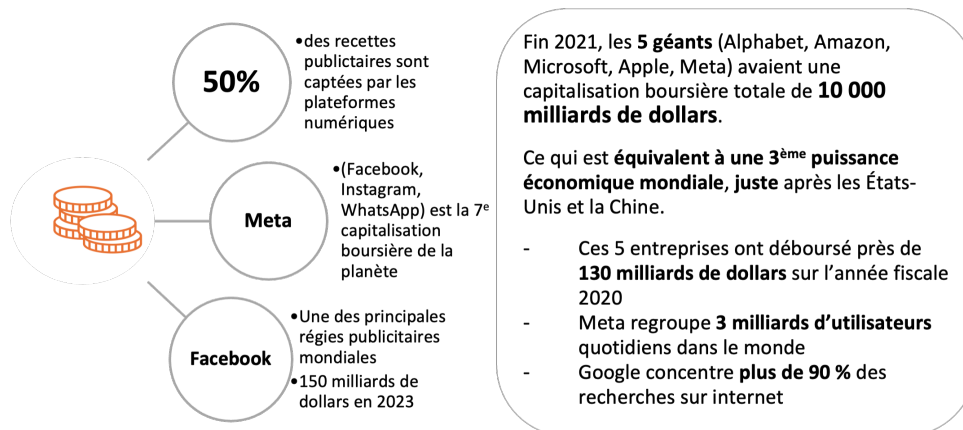 50%
•des recettes
publicitaires sont
captées par les
plateformes
numériques
Meta
•(Facebook,
Instagram,
WhatsApp) est la 7e
capitalisation
boursière de la
planète
Facebook
•Une des principales
régies publicitaires
mondiales
•150 milliards de
dollars en 2023
Fin 2021, les 5 géants (Alphabet, Amazon,
Microsoft, Apple, Meta) avaient une
capitalisation boursière totale de 10 000
milliards de dollars.
Ce qui est équivalent à une 3ème puissance
économique mondiale, juste après les États-
Unis et la Chine.
- Ces 5 entreprises ont déboursé près de
130 milliards de dollars sur l’année fiscale
2020
- Meta regroupe 3 milliards d’utilisateurs
quotidiens dans le monde
- Google concentre plus de 90 % des
recherches sur internet